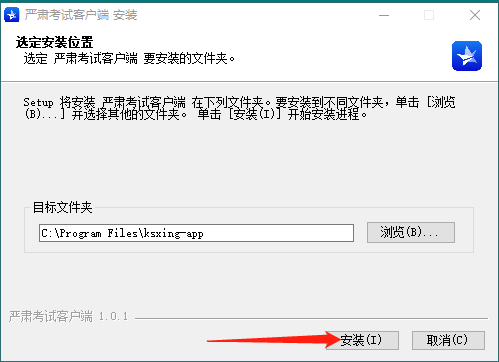 严肃考试客户端 安装
选定安装位置
选定 严肃考试客户端 要安装的文件夹。
Setup 将安装 严肃考试客户端 在下列文件夹。要安装到不同文件夹，单击 [浏览
(B)...] 并选择其他的文件夹。 单击 [安装(I)] 开始安装进程。
目标文件夹
C:\Program Files\ksxing-app
浏览(B)...
严肃考试客户端 1.0.1
安装(I)
取消(C)